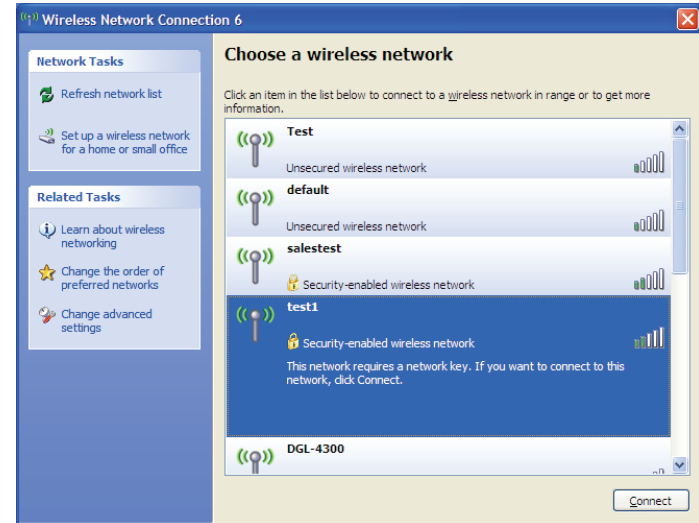 Wireless Network Connection 6
Network Tasks
Refresh network list
Set up a wireless network
for a home or small office
Related Tasks
Learn about wireless
networking
Change the order of
preferred networks
Change advanced
settings
Choose a wireless network
Click an item in the list below to connect to a wireless network in range or to get more
information.
Test
Unsecured wireless network
default
Unsecured wireless network
salestest
Security-enabled wireless network
test1
Security-enabled wireless network
This network requires a network key. If you want to connect to this
network, click Connect.
DGL-4300
Connect